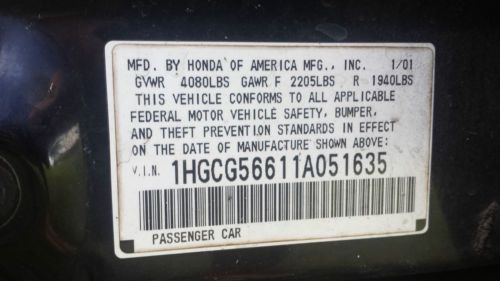 MFD. BY HONDA OF AMERICA MFG., INC. 1/01
GVWR 4080LBS GAWR F 2205LBS R 1940LBS
THIS VEHICLE CONFORMS TO ALL APPLICABLE
FEDERAL MOTOR VEHICLE SAFETY, BUMPER,
AND THEFT PREVENTION STANDARDS IN EFFECT
ON THE DATE OF MANUFACTURE SHOWN ABOVE:
V.I.N. 1HGCG56611A051635
PASSENGER CAR